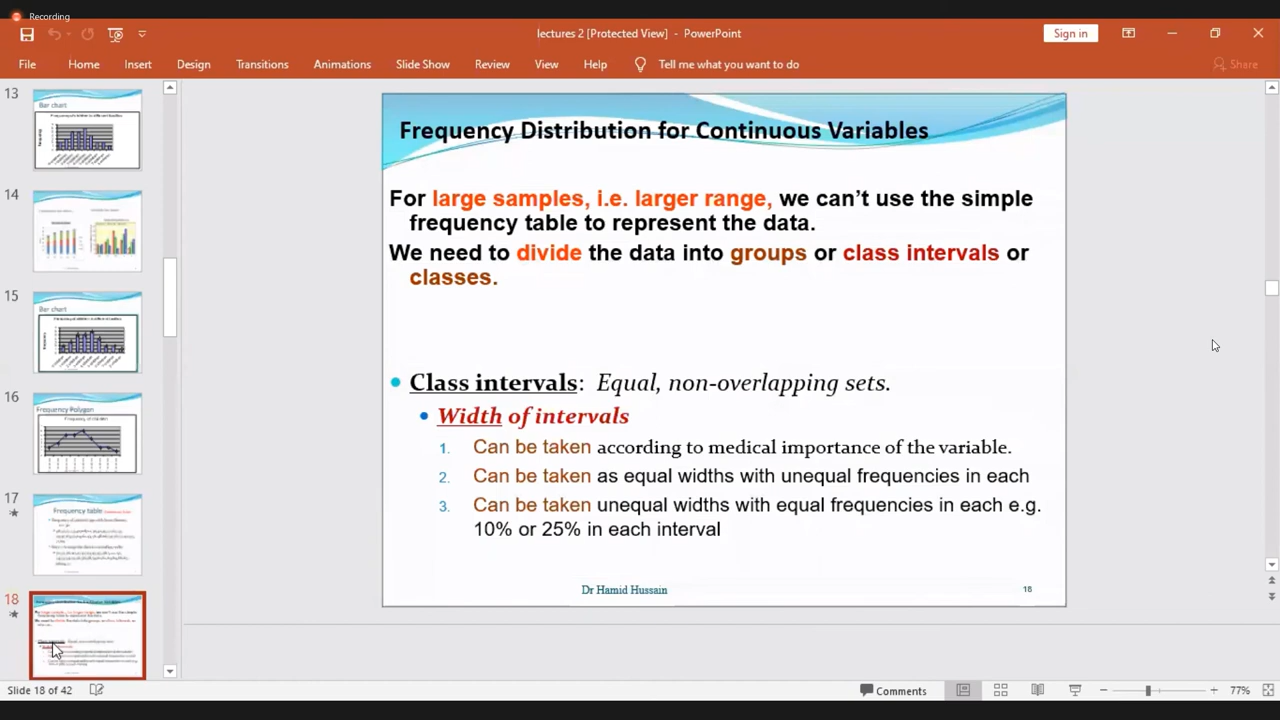 Recording
lectures 2 [Protected View] - PowerPoint
Sign in
File Home Insert Design Transitions Animations Slide Show Review View Help Tell me what you want to do Share
13
Bar chart
14
15
Bar chart
16
Frequency Polygon
17
Frequency table
18
Frequency Distribution for Continuous Variables
For large samples, i.e. larger range, we can’t use the simple
frequency table to represent the data.
We need to divide the data into groups or class intervals or
classes.
Class intervals: Equal, non-overlapping sets.
Width of intervals
1. Can be taken according to medical importance of the variable.
2. Can be taken as equal widths with unequal frequencies in each
3. Can be taken unequal widths with equal frequencies in each e.g.
10% or 25% in each interval
Dr Hamid Hussain 18
Slide 18 of 42 Comments 77%